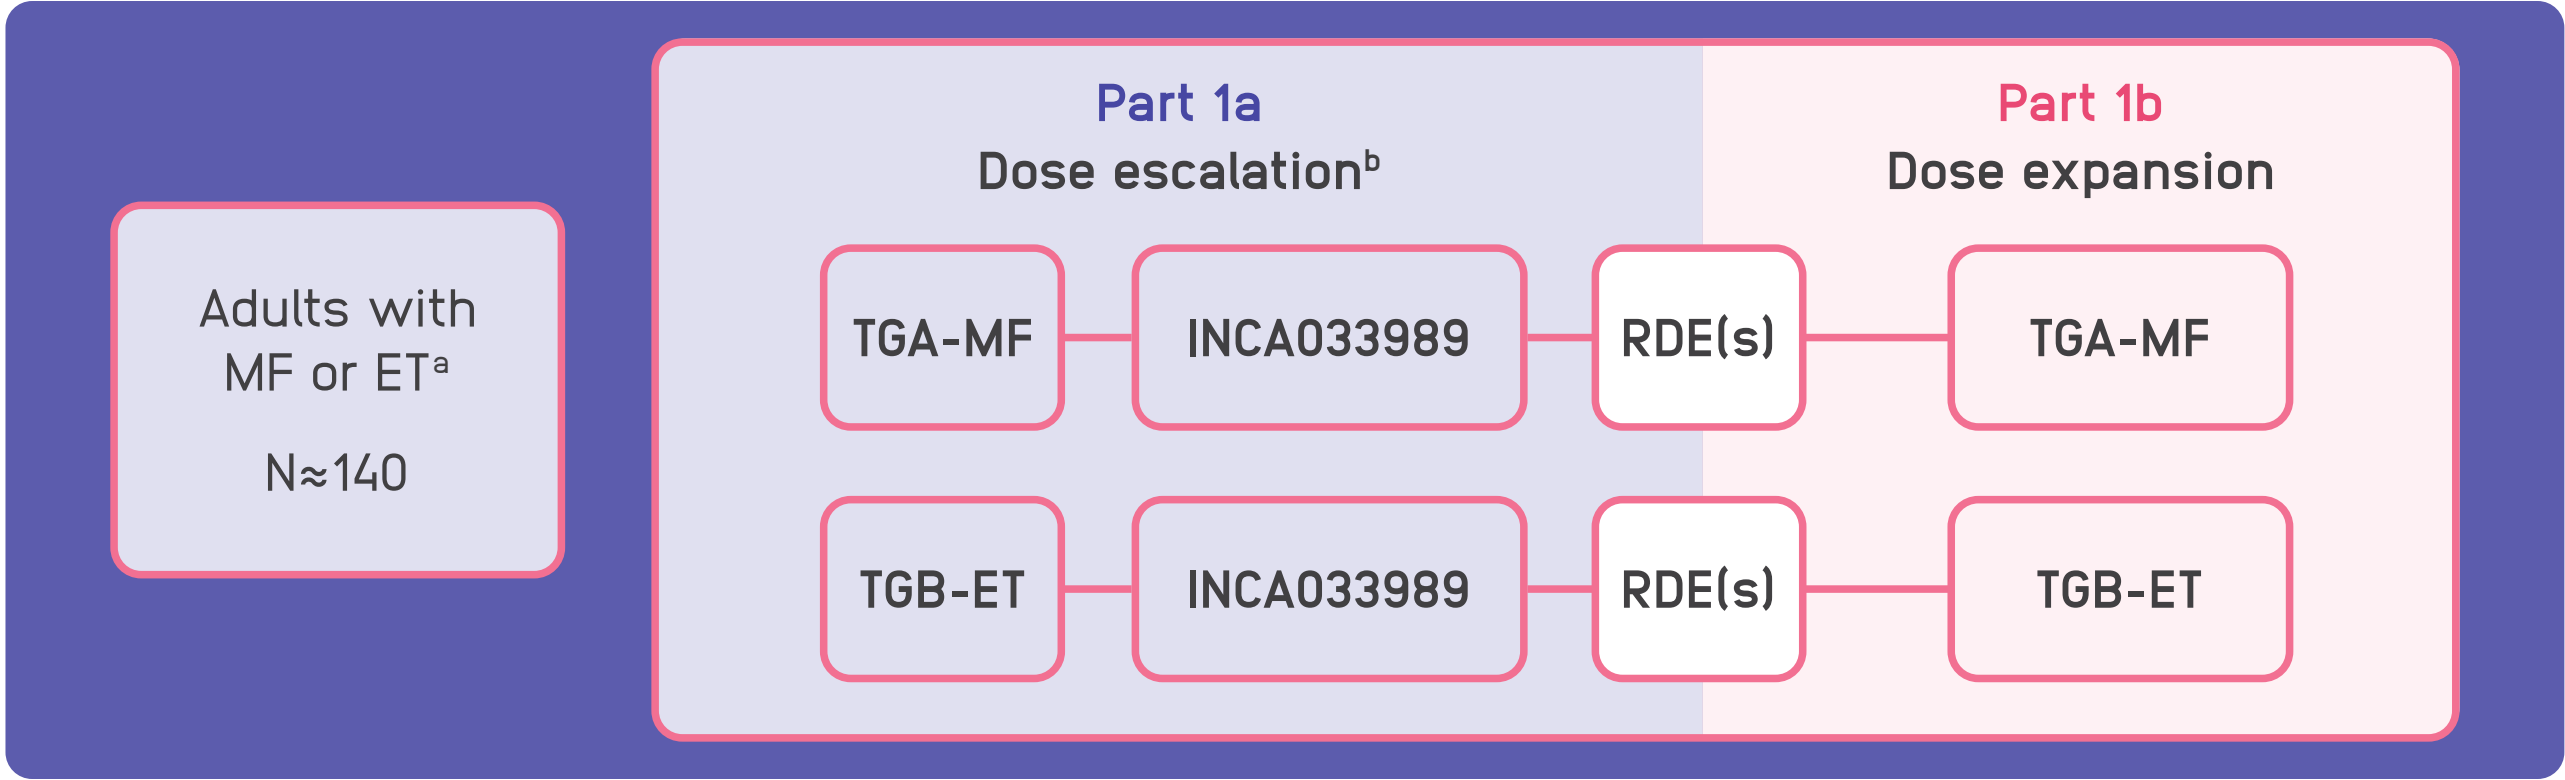 Adults with
MF or ETᵃ
N≈140
Part 1a
Dose escalationᵇ
Part 1b
Dose expansion
TGA-MF
INCA033989
RDE(s)
TGA-MF
TGB-ET
INCA033989
RDE(s)
TGB-ET